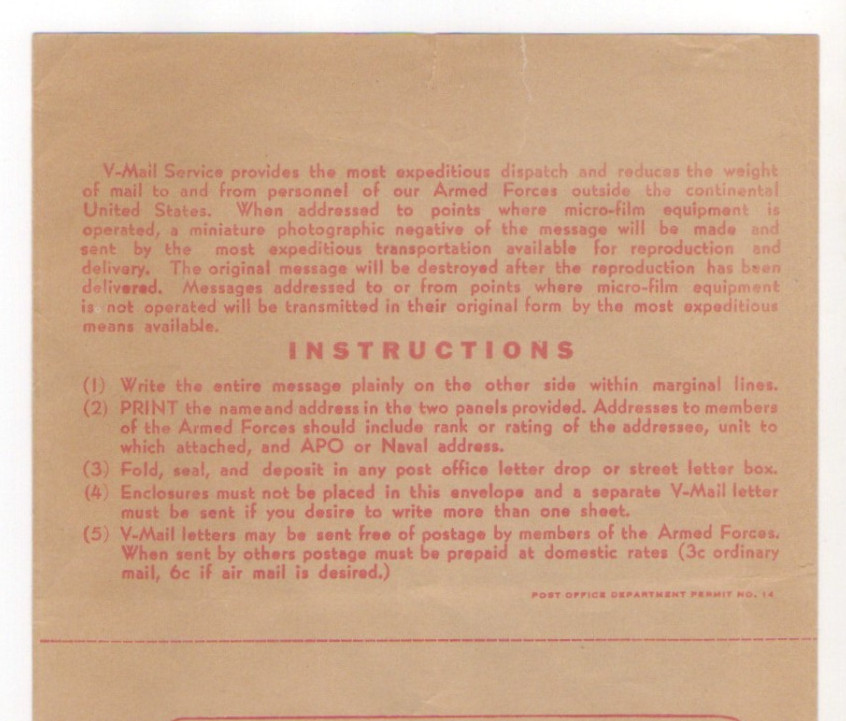 V-Mail Service provides the most expeditious dispatch and reduces the weight
of mail to and from personnel of our Armed Forces outside the continental
United States. When addressed to points where micro-film equipment is
operated, a miniature photographic negative of the message will be made and
sent by the most expeditious transportation available for reproduction and
delivery. The original message will be destroyed after the reproduction has been
delivered. Messages addressed to or from points where micro-film equipment
is not operated will be transmitted in their original form by the most expeditious
means available.
INSTRUCTIONS
(1) Write the entire message plainly on the other side within marginal lines.
(2) PRINT the name and address in the two panels provided. Addresses to members
of the Armed Forces should include rank or rating of the addressee, unit to
which attached, and APO or Naval address.
(3) Fold, seal, and deposit in any post office letter drop or street letter box.
(4) Enclosures must not be placed in this envelope and a separate V-Mail letter
must be sent if you desire to write more than one sheet.
(5) V-Mail letters may be sent free of postage by members of the Armed Forces.
When sent by others postage must be prepaid at domestic rates (3c ordinary
mail, 6c if air mail is desired.)
POST OFFICE DEPARTMENT PERMIT NO. 14